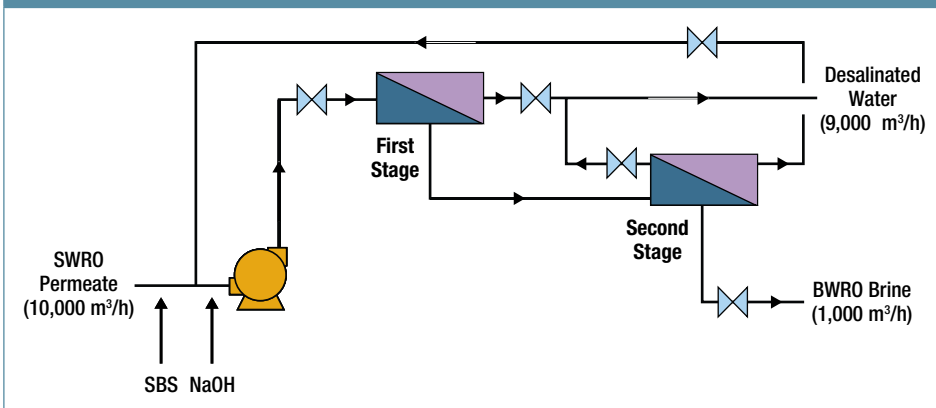 Desalinated
Water
(9,000 m³/h)
First
Stage
Second
Stage
SWRO
Permeate
(10,000 m³/h)
BWRO Brine
(1,000 m³/h)
SBS NaOH